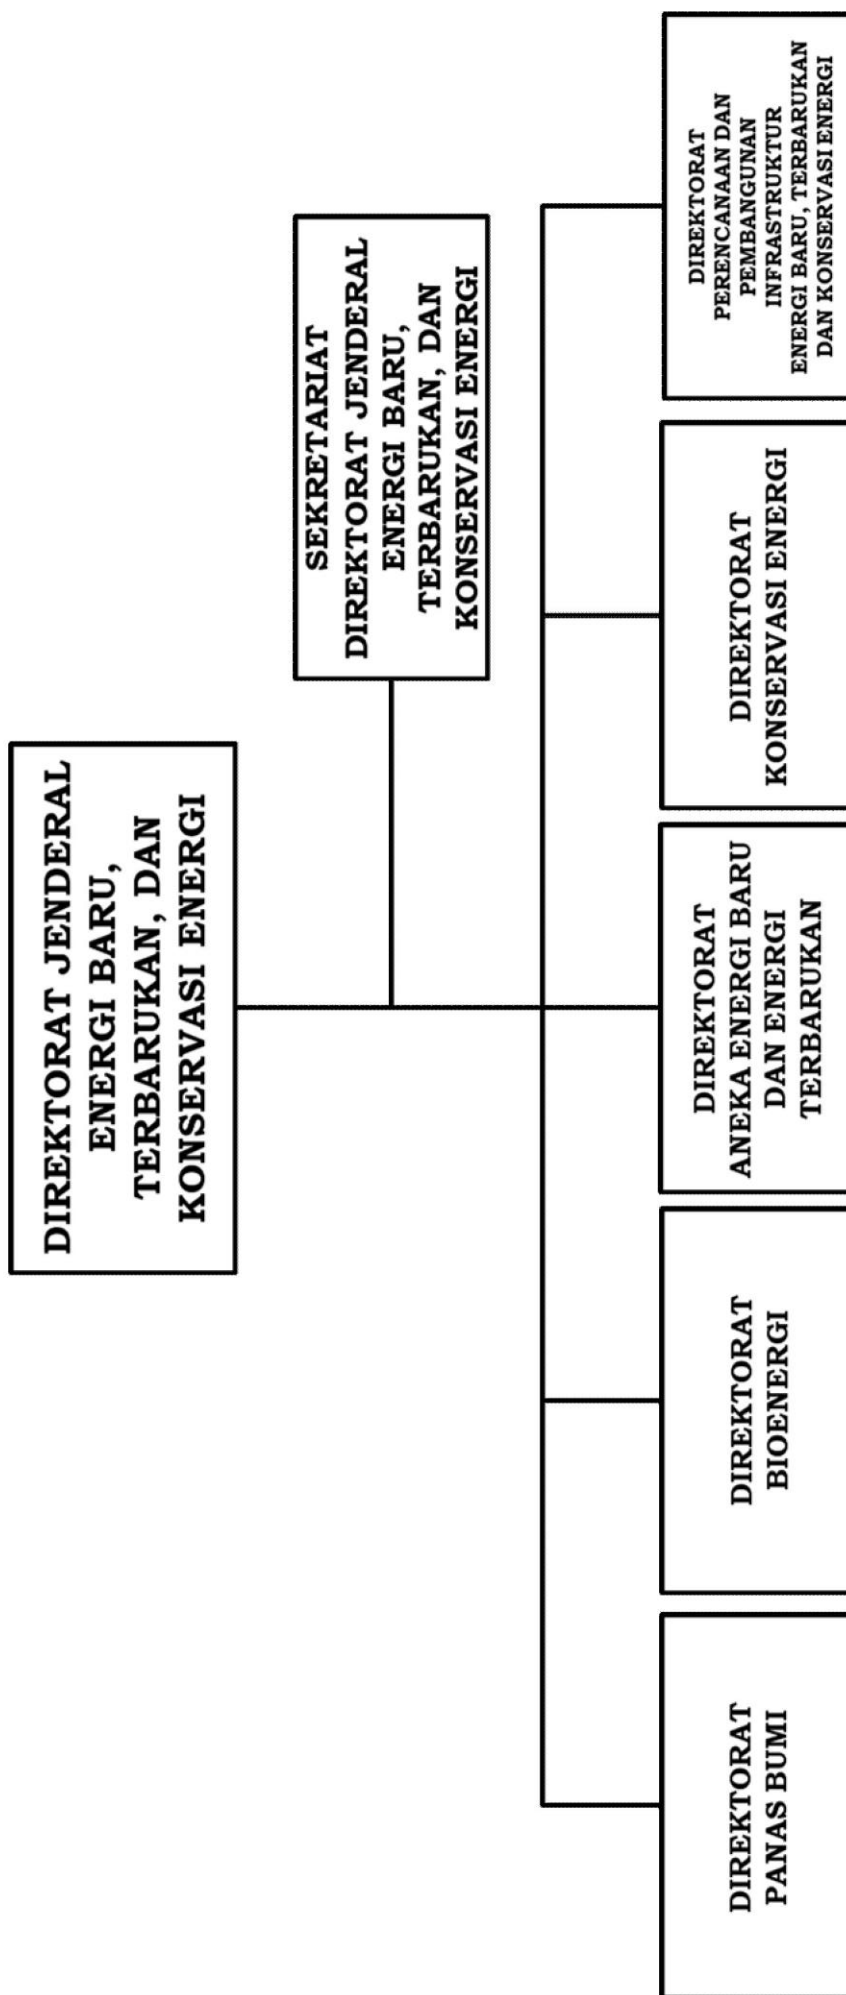 DIREKTORAT JENDERAL
ENERGI BARU,
TERBARUKAN, DAN
KONSERVASI ENERGI
SEKRETARIAT
DIREKTORAT JENDERAL
ENERGI BARU,
TERBARUKAN, DAN
KONSERVASI ENERGI
DIREKTORAT
PANAS BUMI
DIREKTORAT
BIOENERGI
DIREKTORAT
ANEKA ENERGI BARU
DAN ENERGI
TERBARUKAN
DIREKTORAT
KONSERVASI ENERGI
DIREKTORAT
PERENCANAAN DAN
PEMBANGUNAN
INFRASTRUKTUR
ENERGI BARU, TERBARUKAN
DAN KONSERVASI ENERGI